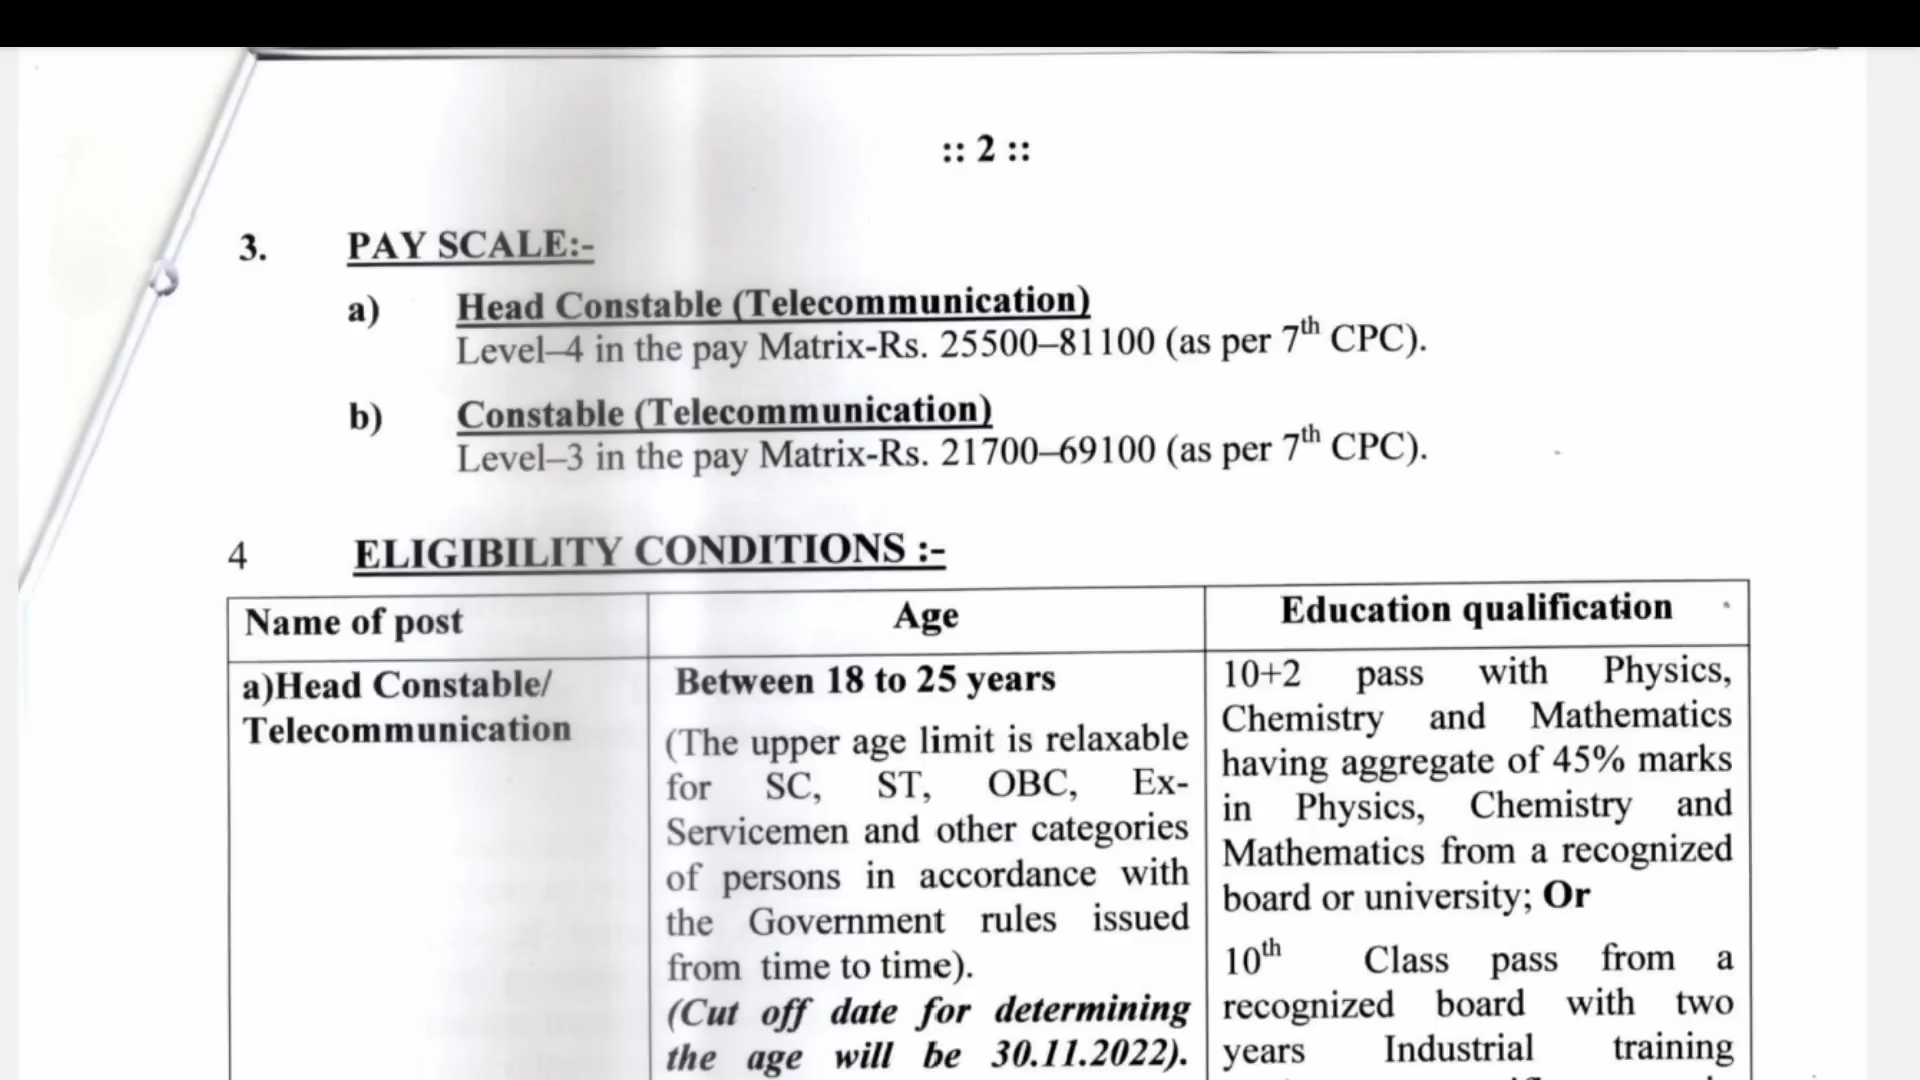 :: 2 ::
3. PAY SCALE:-
a) Head Constable (Telecommunication)
Level–4 in the pay Matrix-Rs. 25500–81100 (as per 7th CPC).
b) Constable (Telecommunication)
Level–3 in the pay Matrix-Rs. 21700–69100 (as per 7th CPC).
4 ELIGIBILITY CONDITIONS :-
Name of post
Age
Education qualification
a)Head Constable/
Telecommunication
Between 18 to 25 years
(The upper age limit is relaxable
for SC, ST, OBC, Ex-
Servicemen and other categories
of persons in accordance with
the Government rules issued
from time to time).
(Cut off date for determining
the age will be 30.11.2022).
10+2 pass with Physics,
Chemistry and Mathematics
having aggregate of 45% marks
in Physics, Chemistry and
Mathematics from a recognized
board or university; Or
10th Class pass from a
recognized board with two
years Industrial training